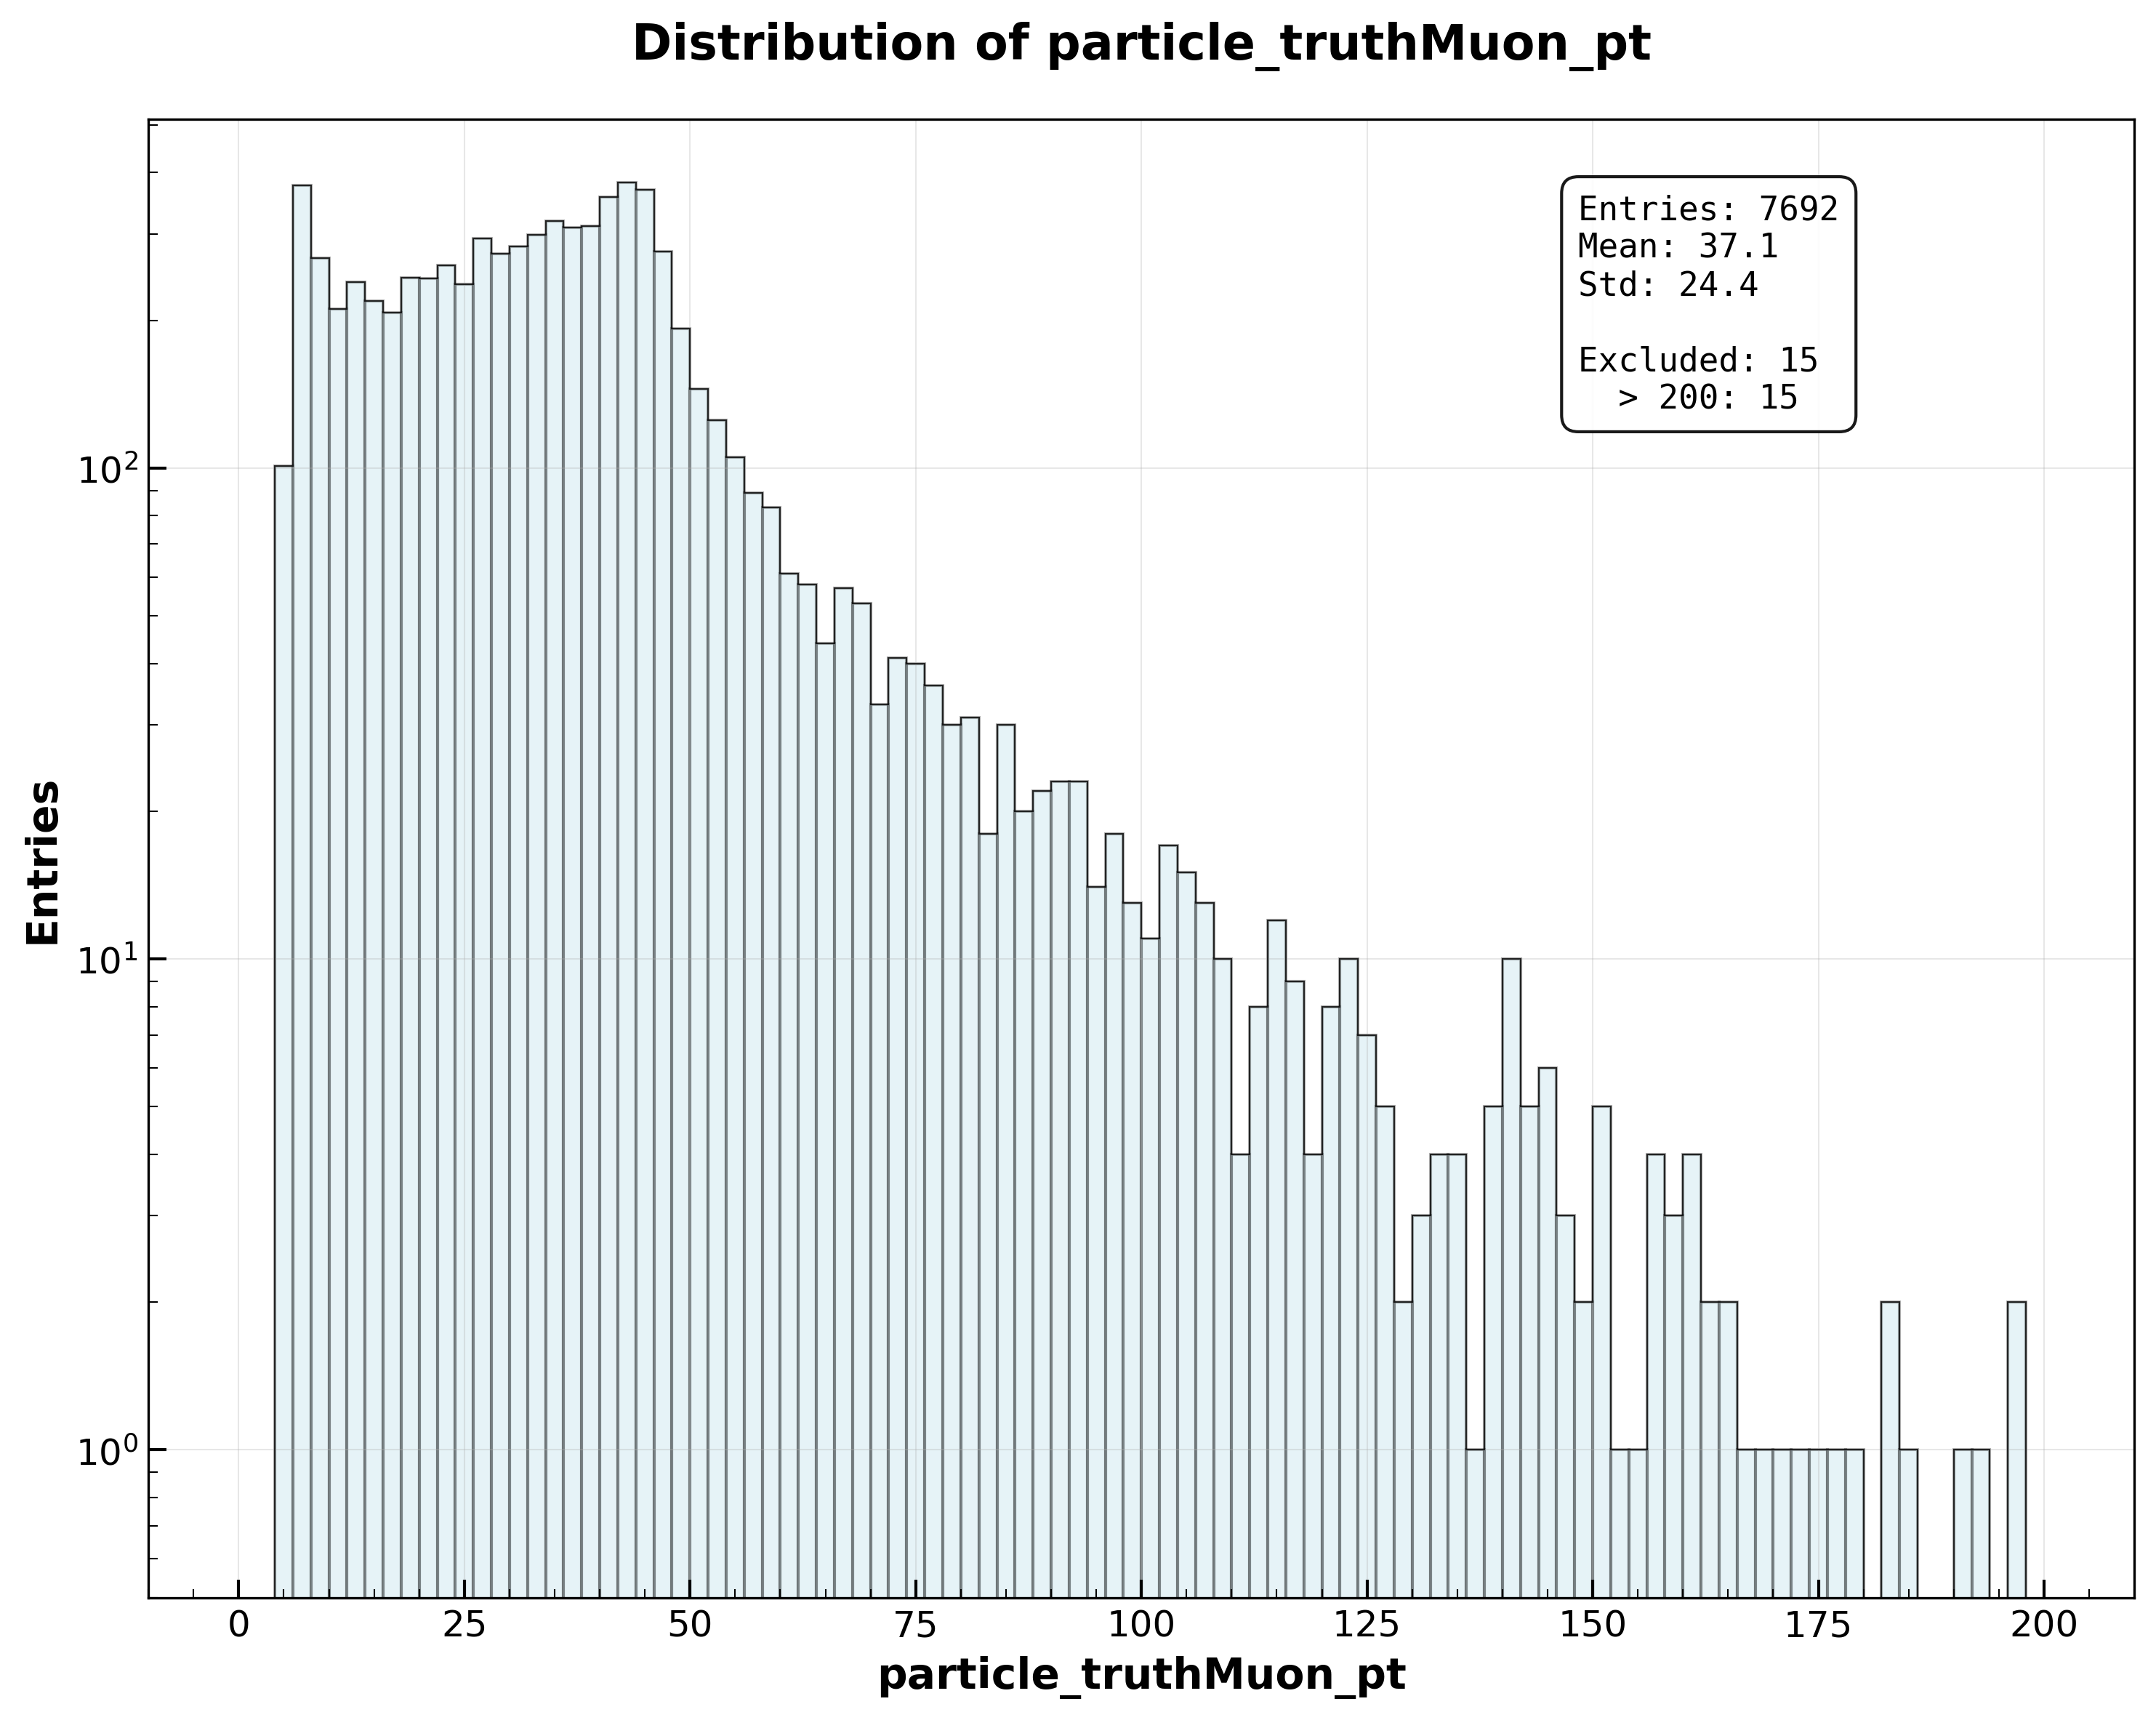 Distribution of particle_truthMuon_pt
Entries: 7692
Mean: 37.1
Std: 24.4
Excluded: 15
> 200: 15
Entries
10²
10¹
10⁰
0 25 50 75 100 125 150 175 200
particle_truthMuon_pt